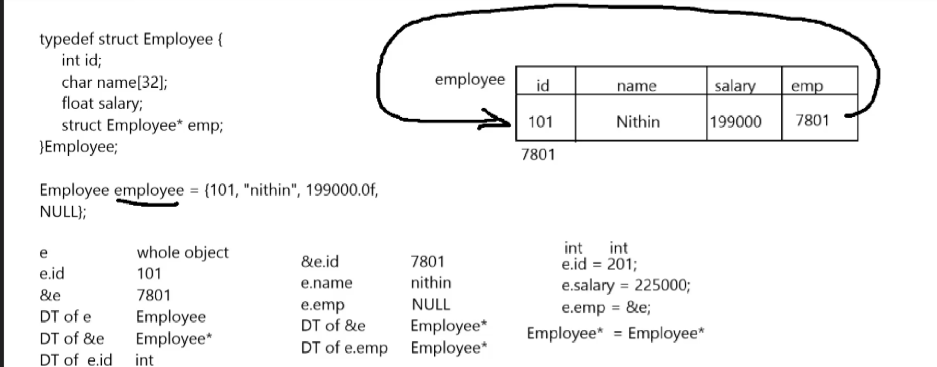 typedef struct Employee {
int id;
char name[32];
float salary;
struct Employee* emp;
}Employee;
Employee employee = {101, "nithin", 199000.0f,
NULL};
employee
id name salary emp
101 Nithin 199000 7801
7801
e whole object
e.id 101
&e 7801
DT of e Employee
DT of &e Employee*
DT of e.id int
&e.id 7801
e.name nithin
e.emp NULL
DT of &e Employee*
DT of e.emp Employee*
int int
e.id = 201;
e.salary = 225000;
e.emp = &e;
Employee* = Employee*